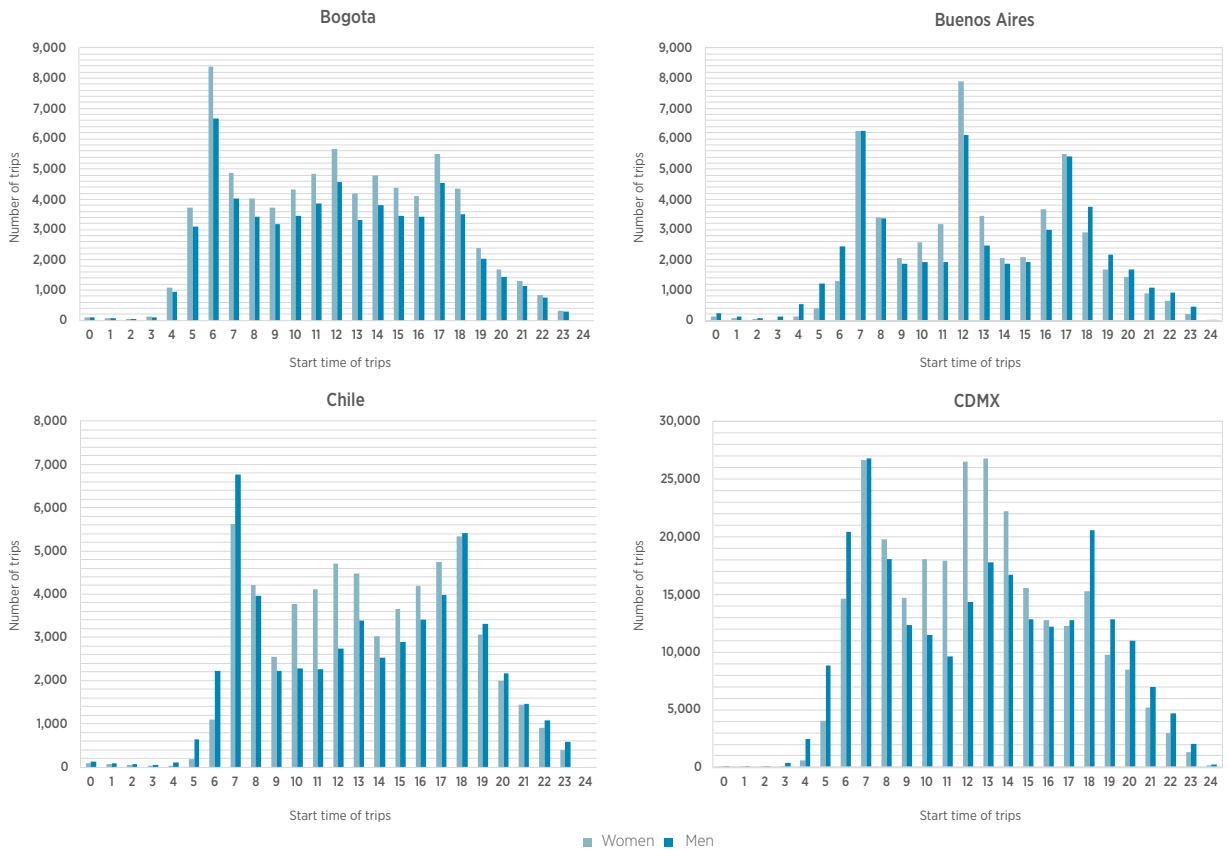 Bogota
9,000
8,000
7,000
6,000
5,000
4,000
3,000
2,000
1,000
0
Number of trips
0 1 2 3 4 5 6 7 8 9 10 11 12 13 14 15 16 17 18 19 20 21 22 23 24
Start time of trips
Buenos Aires
9,000
8,000
7,000
6,000
5,000
4,000
3,000
2,000
1,000
0
Number of trips
0 1 2 3 4 5 6 7 8 9 10 11 12 13 14 15 16 17 18 19 20 21 22 23 24
Start time of trips
Chile
8,000
7,000
6,000
5,000
4,000
3,000
2,000
1,000
0
Number of trips
0 1 2 3 4 5 6 7 8 9 10 11 12 13 14 15 16 17 18 19 20 21 22 23 24
Start time of trips
CDMX
30,000
25,000
20,000
15,000
10,000
5,000
0
Number of trips
0 1 2 3 4 5 6 7 8 9 10 11 12 13 14 15 16 17 18 19 20 21 22 23 24
Start time of trips
Women Men